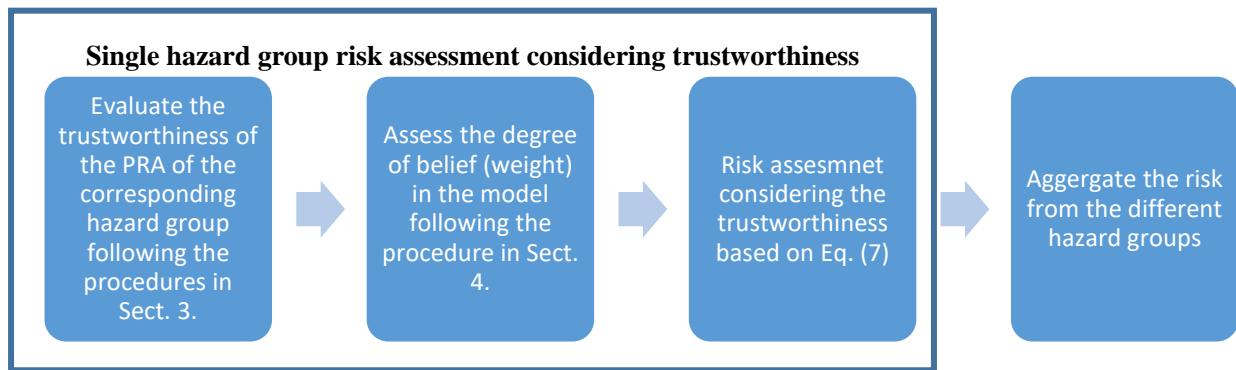 Single hazard group risk assessment considering trustworthiness
Evaluate the
trustworthiness of
the PRA of the
corresponding
hazard group
following the
procedures in
Sect. 3.
Assess the degree
of belief (weight)
in the model
following the
procedure in Sect.
4.
Risk assesmnet
considering the
trustworthiness
based on Eq. (7)
Aggergate the risk
from the different
hazard groups